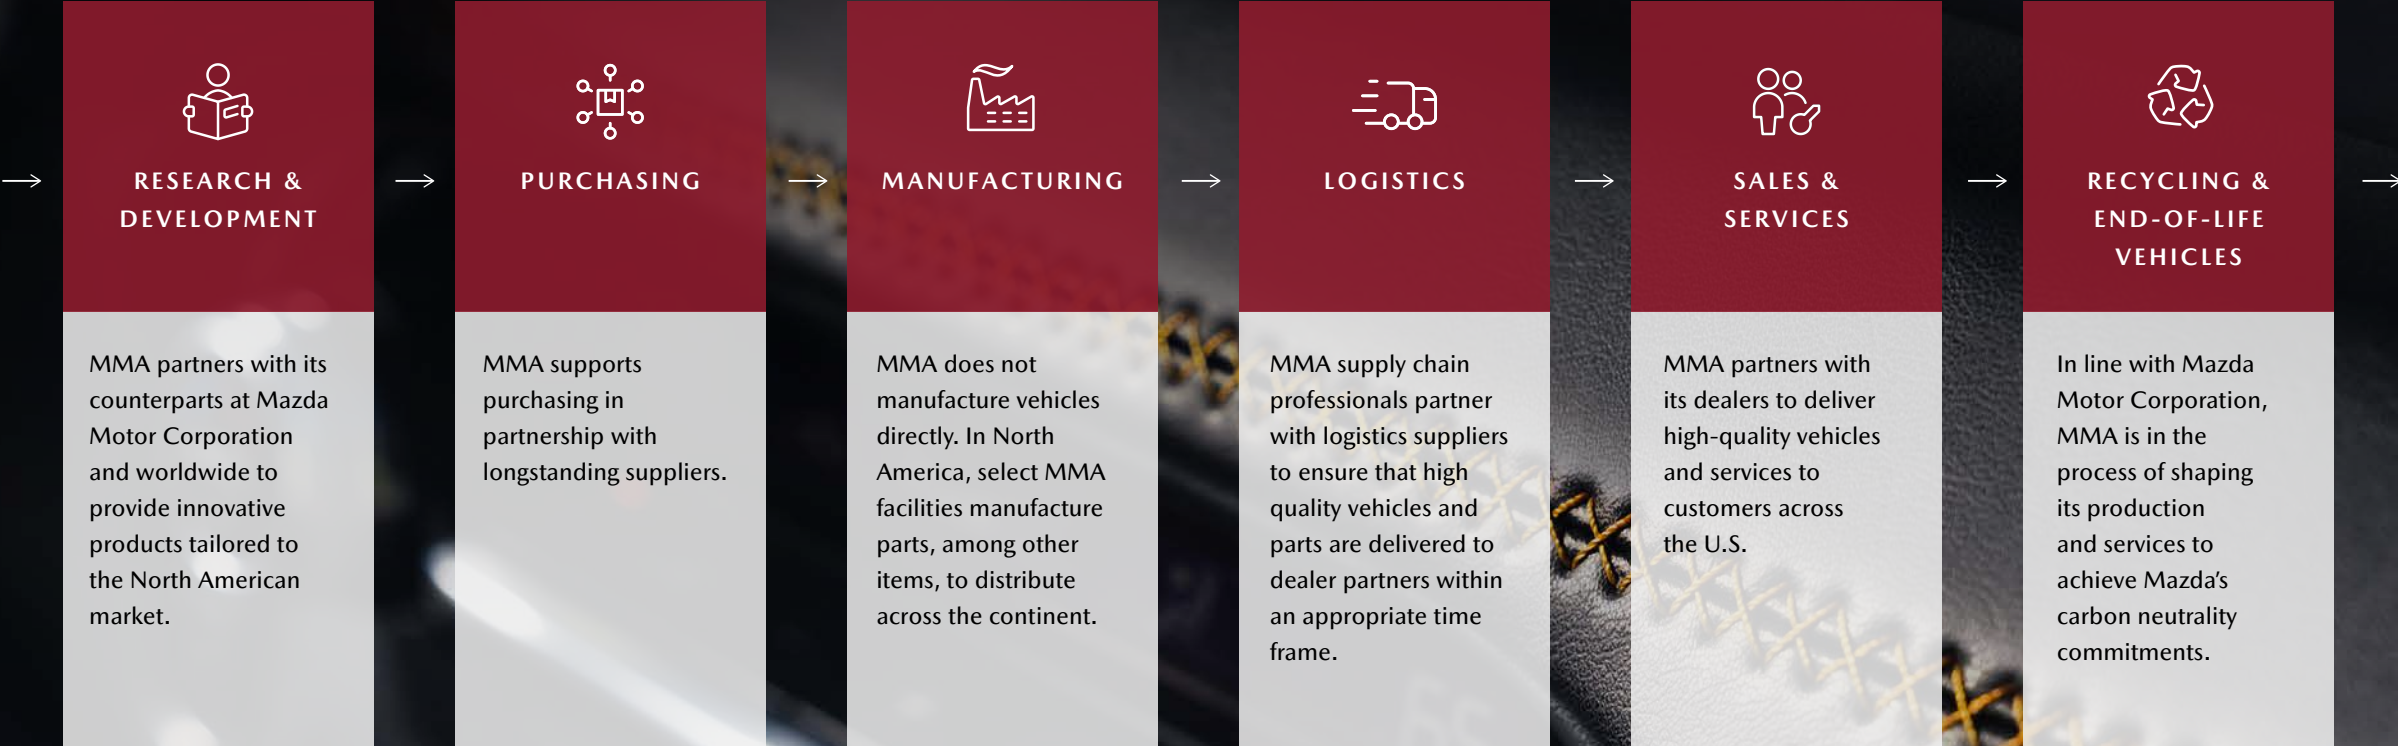 RESEARCH &
DEVELOPMENT
MMA partners with its
counterparts at Mazda
Motor Corporation
and worldwide to
provide innovative
products tailored to
the North American
market.
PURCHASING
MMA supports
purchasing in
partnership with
longstanding suppliers.
MANUFACTURING
MMA does not
manufacture vehicles
directly. In North
America, select MMA
facilities manufacture
parts, among other
items, to distribute
across the continent.
LOGISTICS
MMA supply chain
professionals partner
with logistics suppliers
to ensure that high
quality vehicles and
parts are delivered to
dealer partners within
an appropriate time
frame.
SALES &
SERVICES
MMA partners with
its dealers to deliver
high-quality vehicles
and services to
customers across
the U.S.
RECYCLING &
END-OF-LIFE
VEHICLES
In line with Mazda
Motor Corporation,
MMA is in the
process of shaping
its production
and services to
achieve Mazda’s
carbon neutrality
commitments.